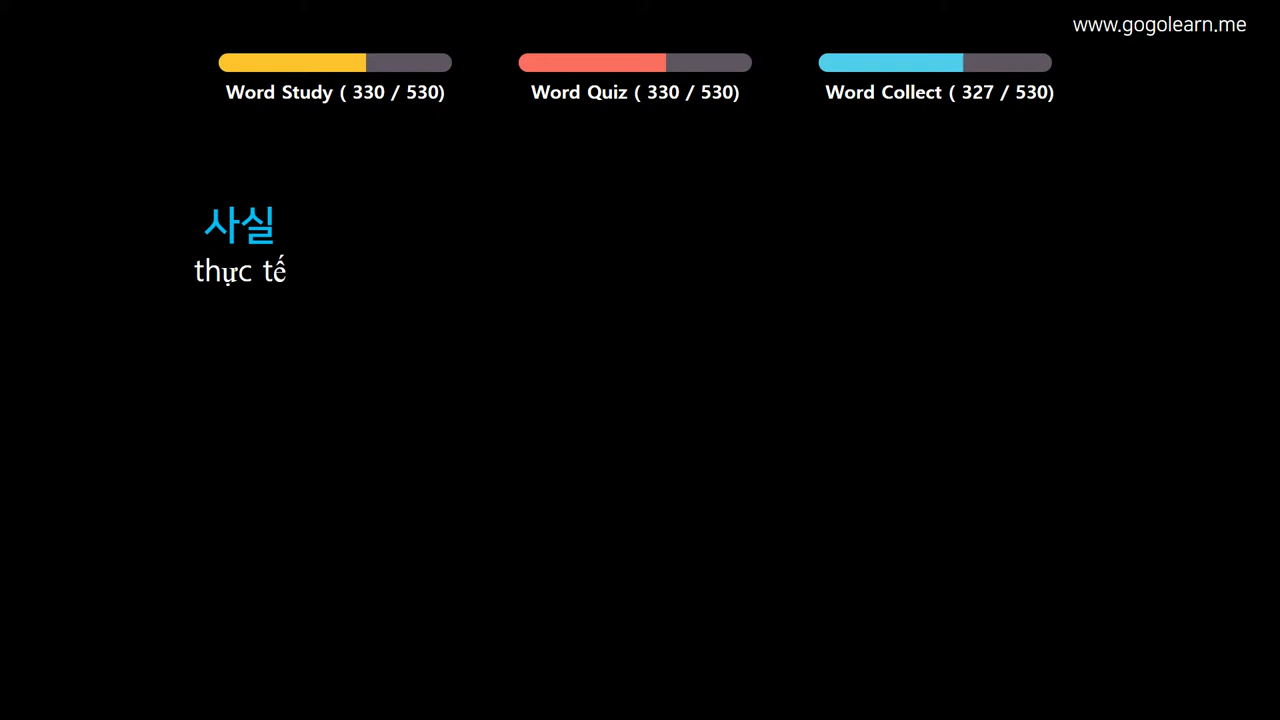 www.gogolearn.me
Word Study ( 330 / 530)
Word Quiz ( 330 / 530)
Word Collect ( 327 / 530)
사실
thực tế